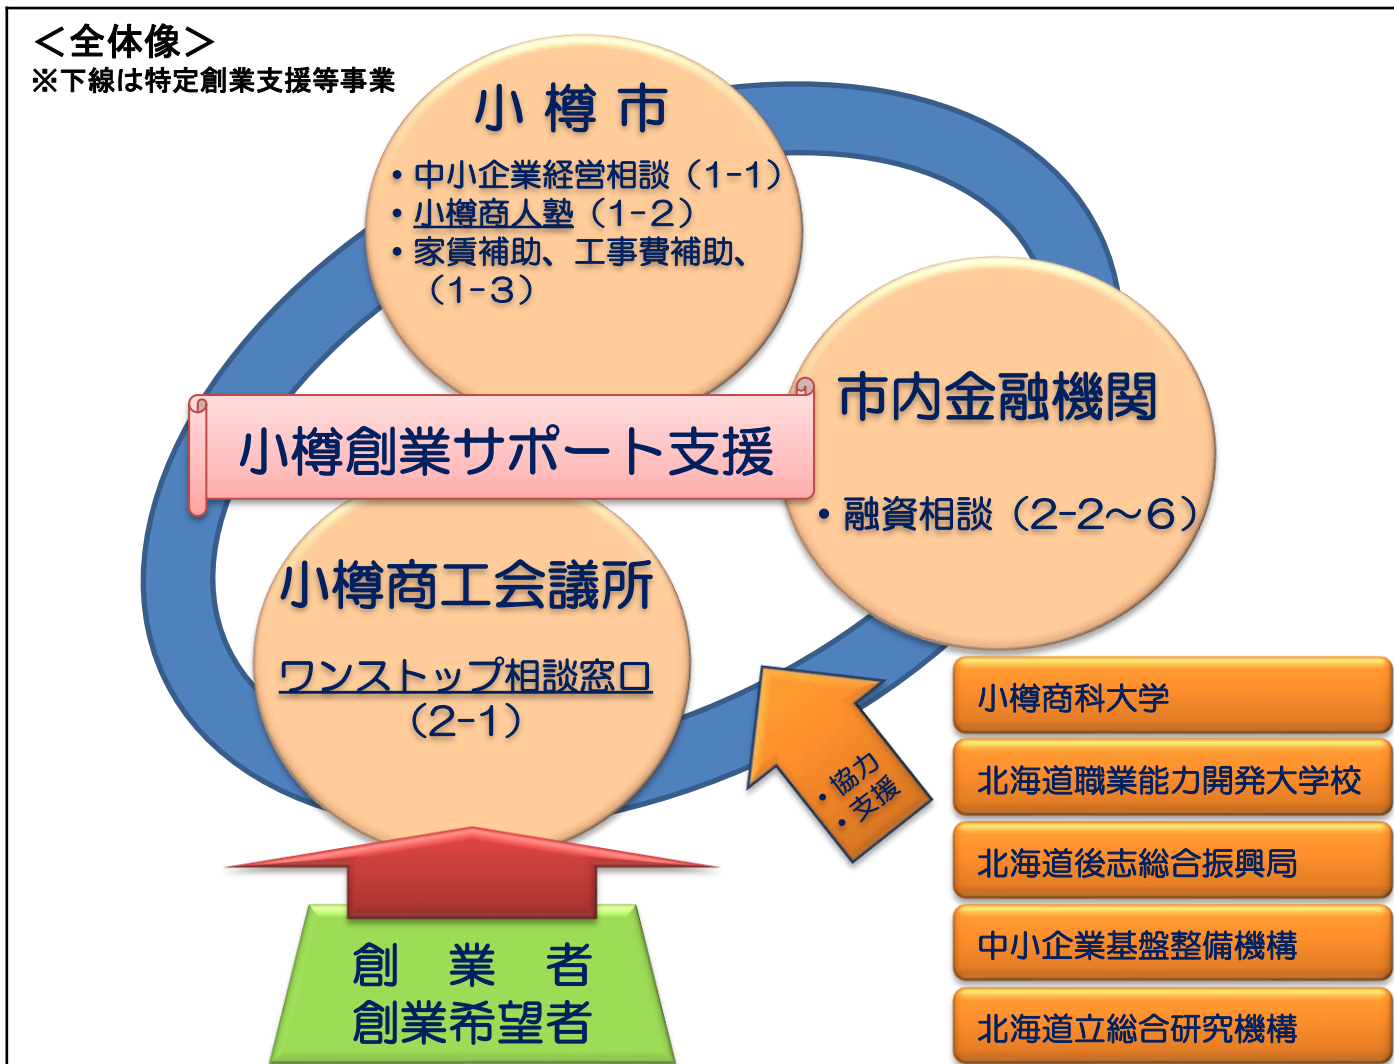 ＜全体像＞
※下線は特定創業支援等事業
小 樽 市
・中小企業経営相談（1-1）
・小樽商人塾（1-2）
・家賃補助、工事費補助、
（1-3）
市内金融機関
・融資相談（2-2～6）
小樽創業サポート支援
小樽商工会議所
ワンストップ相談窓口
（2-1）
・協力
・支援
小樽商科大学
北海道職業能力開発大学校
北海道後志総合振興局
中小企業基盤整備機構
北海道立総合研究機構
創　業　者
創業希望者